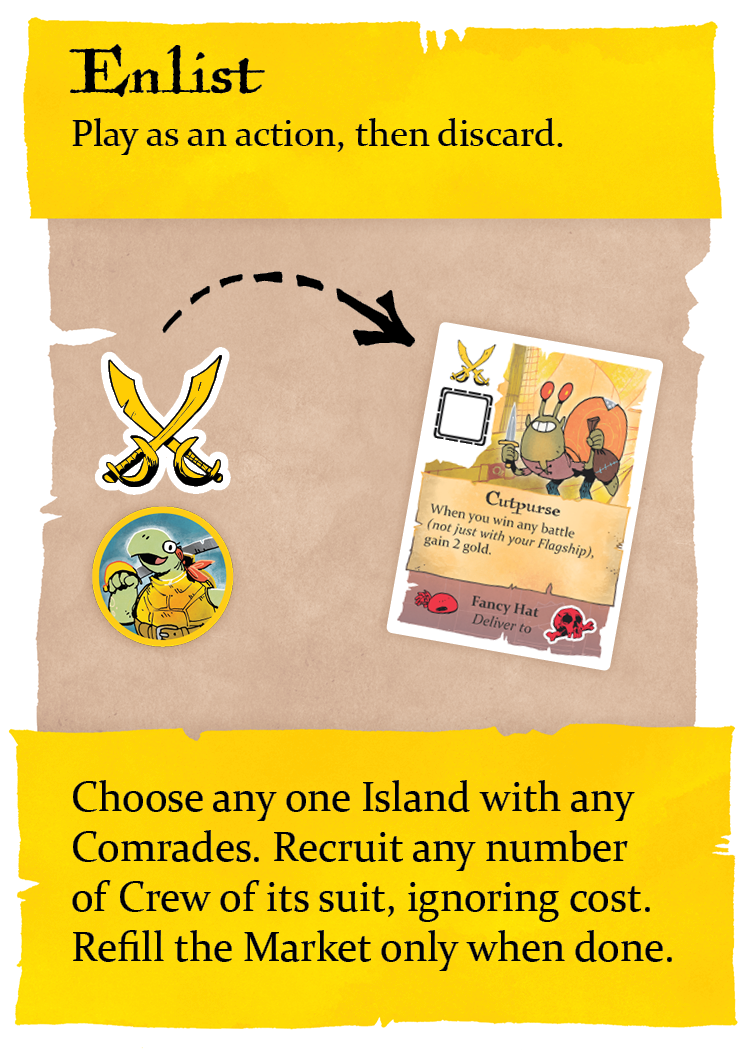 Enlist
Play as an action, then discard.
Cutpurse
When you win any battle
(not just with your Flagship),
gain 2 gold.
Fancy Hat
Deliver to
Choose any one Island with any
Comrades. Recruit any number
of Crew of its suit, ignoring cost.
Refill the Market only when done.